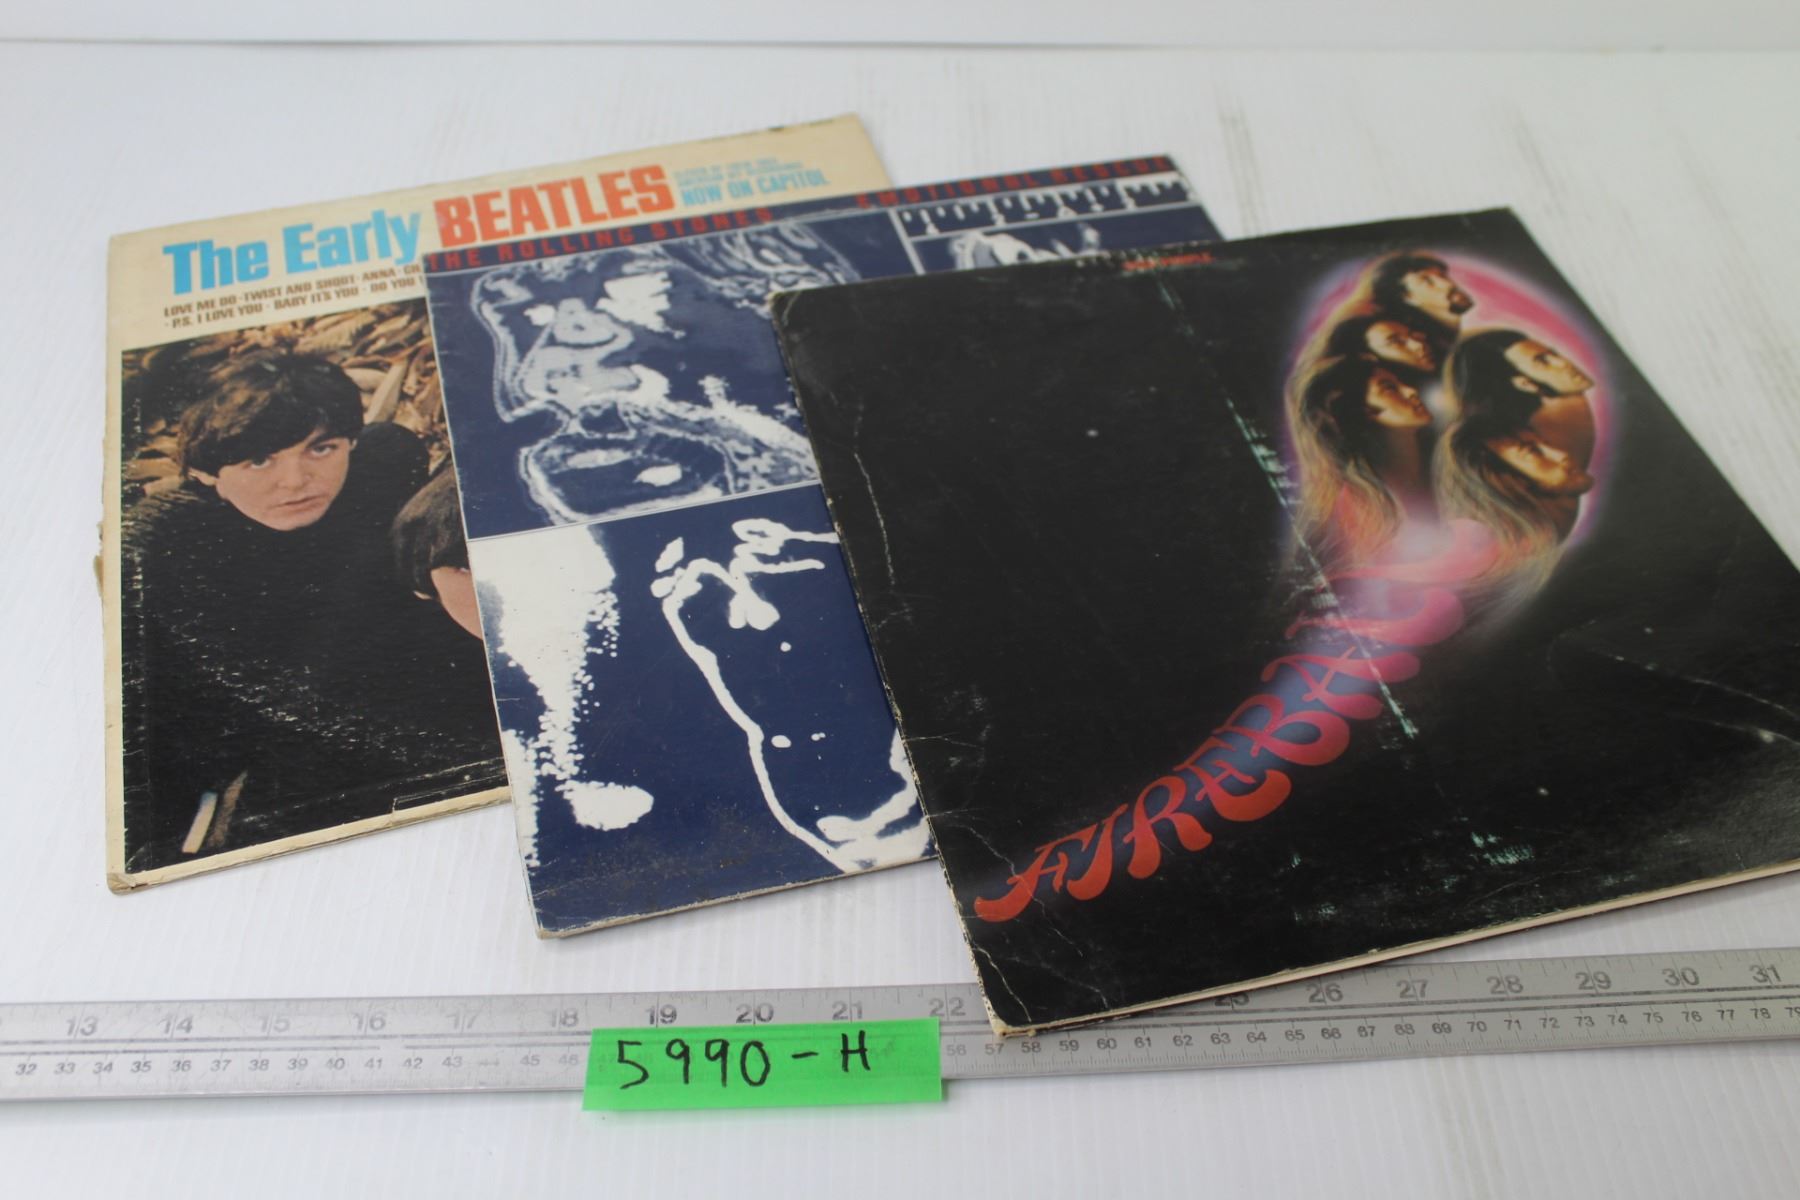 The Early BEATLES
NOW ON CAPITOL
LOVE ME DO · TWIST AND SHOUT · ANNA ·
· P.S. I LOVE YOU · BABY IT'S YOU · DO YOU
THE ROLLING STONES
EMOTIONAL RESCUE
FIREBALL
13 14 15 16 17 18 19 20 21 22 25 26 27 28 29 30 31
32 33 34 35 36 37 38 39 40 41 42 43 45 46 56 57 58 59 60 61 62 63 64 65 66 67 68 69 70 71 72 73 74 75 76 77 78 79
5990-H